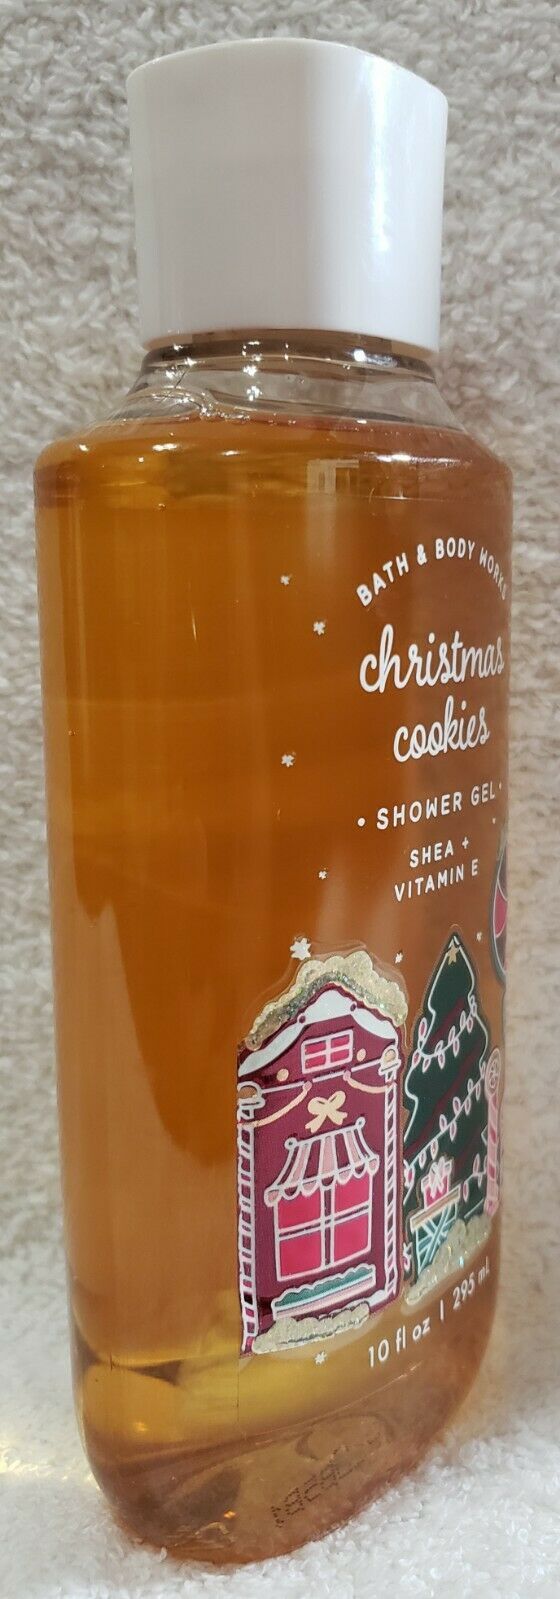 BATH & BODY WORKS
christmas
cookies
• SHOWER GEL •
SHEA +
VITAMIN E
10 fl oz | 295 mL